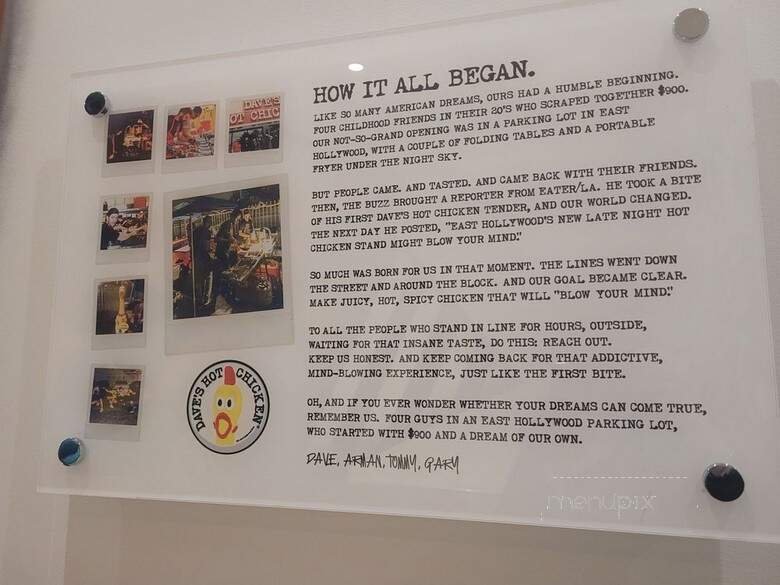 HOW IT ALL BEGAN.
LIKE SO MANY AMERICAN DREAMS, OURS HAD A HUMBLE BEGINNING.
FOUR CHILDHOOD FRIENDS IN THEIR 20'S WHO SCRAPED TOGETHER $900.
OUR NOT-SO-GRAND OPENING WAS IN A PARKING LOT IN EAST
HOLLYWOOD, WITH A COUPLE OF FOLDING TABLES AND A PORTABLE
FRYER UNDER THE NIGHT SKY.
BUT PEOPLE CAME. AND TASTED. AND CAME BACK WITH THEIR FRIENDS.
THEN, THE BUZZ BROUGHT A REPORTER FROM EATER/LA. HE TOOK A BITE
OF HIS FIRST DAVE'S HOT CHICKEN TENDER, AND OUR WORLD CHANGED.
THE NEXT DAY HE POSTED, "EAST HOLLYWOOD'S NEW LATE NIGHT HOT
CHICKEN STAND MIGHT BLOW YOUR MIND."
SO MUCH WAS BORN FOR US IN THAT MOMENT. THE LINES WENT DOWN
THE STREET AND AROUND THE BLOCK. AND OUR GOAL BECAME CLEAR.
MAKE JUICY, HOT, SPICY CHICKEN THAT WILL "BLOW YOUR MIND."
TO ALL THE PEOPLE WHO STAND IN LINE FOR HOURS, OUTSIDE,
WAITING FOR THAT INSANE TASTE, DO THIS: REACH OUT.
KEEP US HONEST. AND KEEP COMING BACK FOR THAT ADDICTIVE,
MIND-BLOWING EXPERIENCE, JUST LIKE THE FIRST BITE.
OH, AND IF YOU EVER WONDER WHETHER YOUR DREAMS CAN COME TRUE,
REMEMBER US. FOUR GUYS IN AN EAST HOLLYWOOD PARKING LOT,
WHO STARTED WITH $900 AND A DREAM OF OUR OWN.
DAVE, ARMAN, TOMMY, GARY
DAVE'S
OT CHIC
DAVE'S HOT CHICKEN
menupix